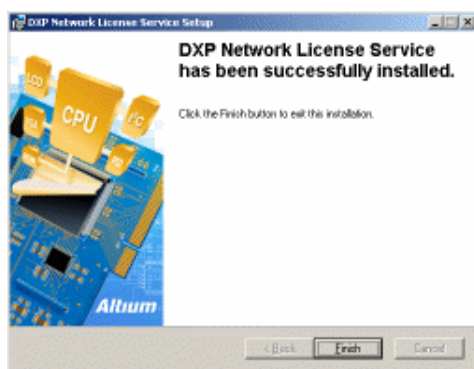 DXP Network License Service Setup
DXP Network License Service
has been successfully installed.
Click the Finish button to exit this installation.
LCD
CPU
I²C
Altium
< Back
Finish
Cancel